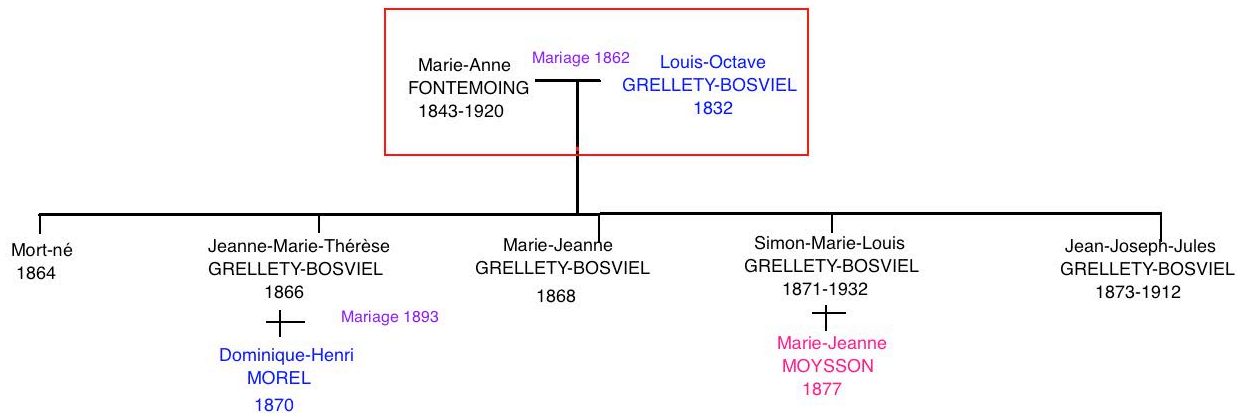 Marie-Anne
FONTEMOING
1843-1920
Mariage 1862
Louis-Octave
GRELLETY-BOSVIEL
1832
Mort-né
1864
Jeanne-Marie-Thérèse
GRELLETY-BOSVIEL
1866
Mariage 1893
Dominique-Henri
MOREL
1870
Marie-Jeanne
GRELLETY-BOSVIEL
1868
Simon-Marie-Louis
GRELLETY-BOSVIEL
1871-1932
Marie-Jeanne
MOYSSON
1877
Jean-Joseph-Jules
GRELLETY-BOSVIEL
1873-1912